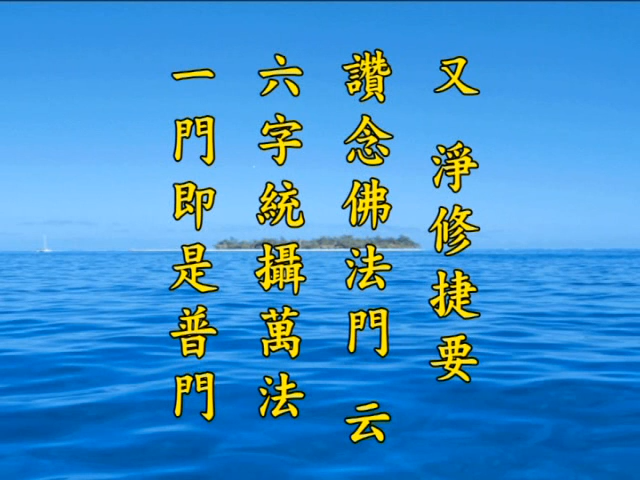 又 淨修捷要
讚念佛法門 云
六字統攝萬法
一門即是普門